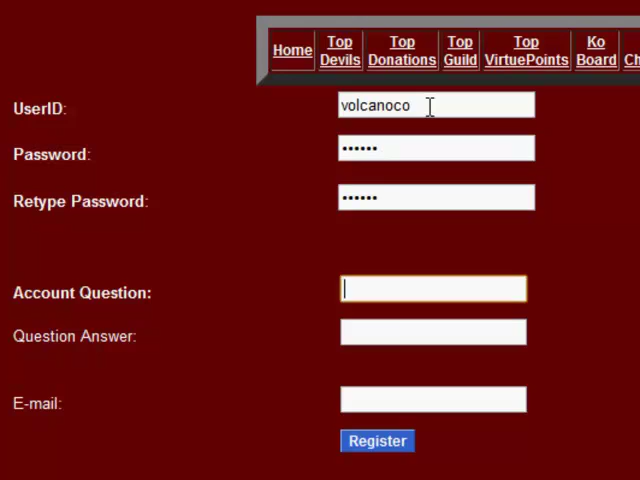 Home Top Devils Top Donations Top Guild Top VirtuePoints Ko Board Ch
UserID: volcanoco
Password: ••••••
Retype Password: ••••••
Account Question:
Question Answer:
E-mail:
Register